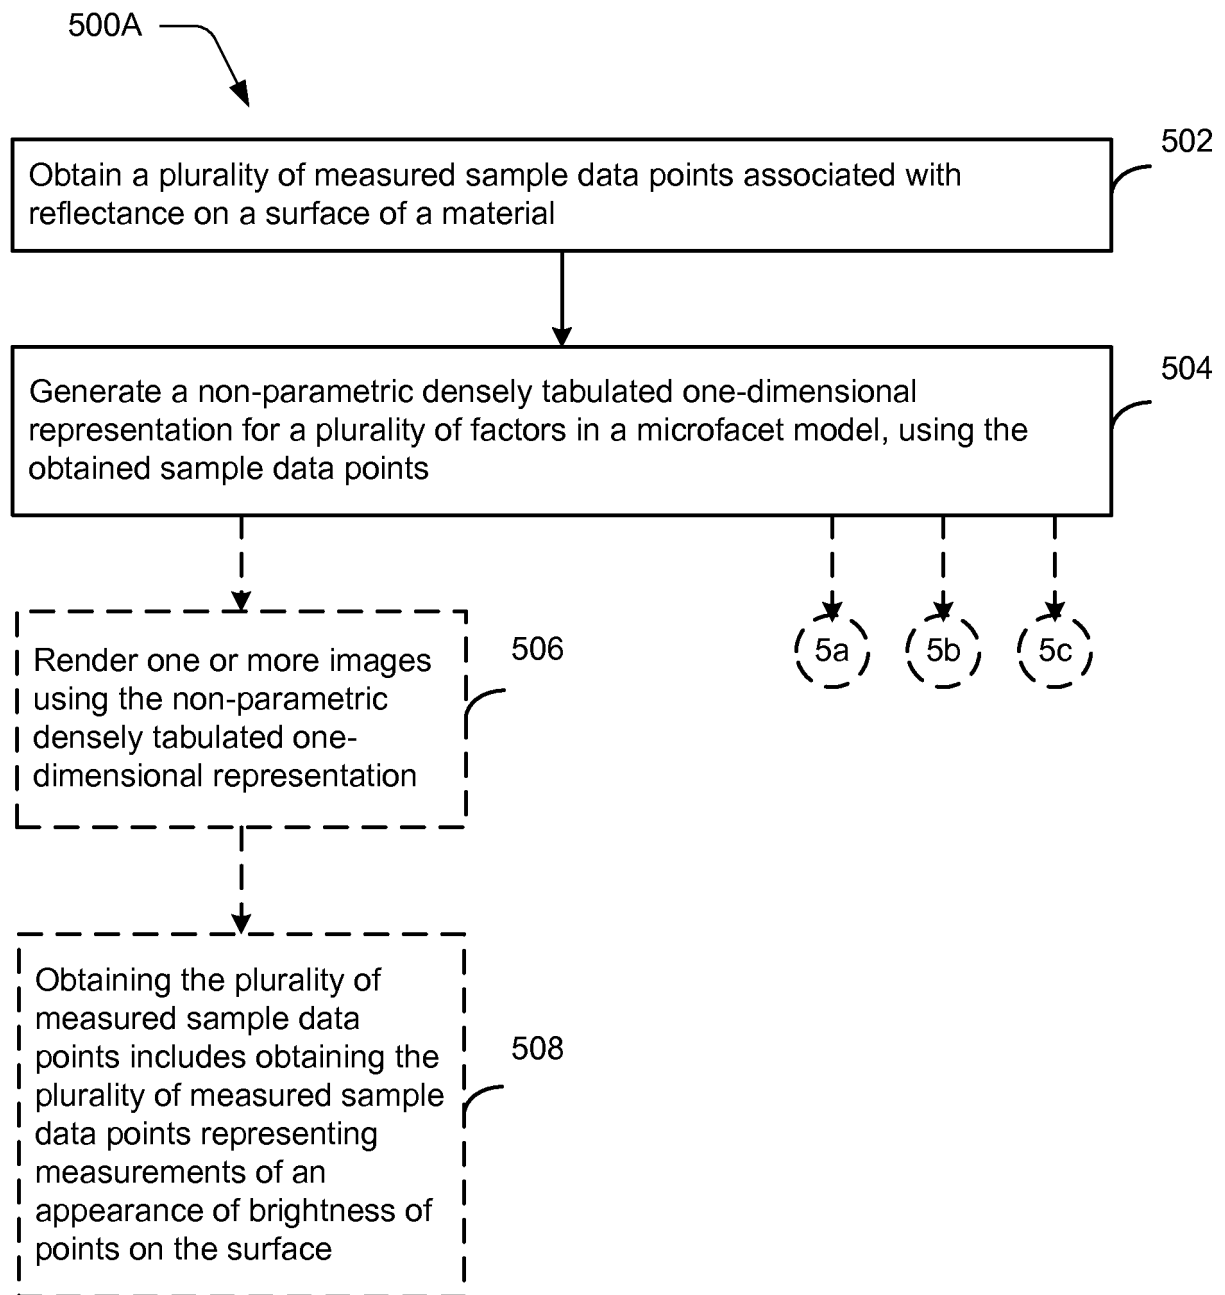 500A
502
Obtain a plurality of measured sample data points associated with
reflectance on a surface of a material
504
Generate a non-parametric densely tabulated one-dimensional
representation for a plurality of factors in a microfacet model, using the
obtained sample data points
506
Render one or more images
using the non-parametric
densely tabulated one-
dimensional representation
5a
5b
5c
508
Obtaining the plurality of
measured sample data
points includes obtaining the
plurality of measured sample
data points representing
measurements of an
appearance of brightness of
points on the surface